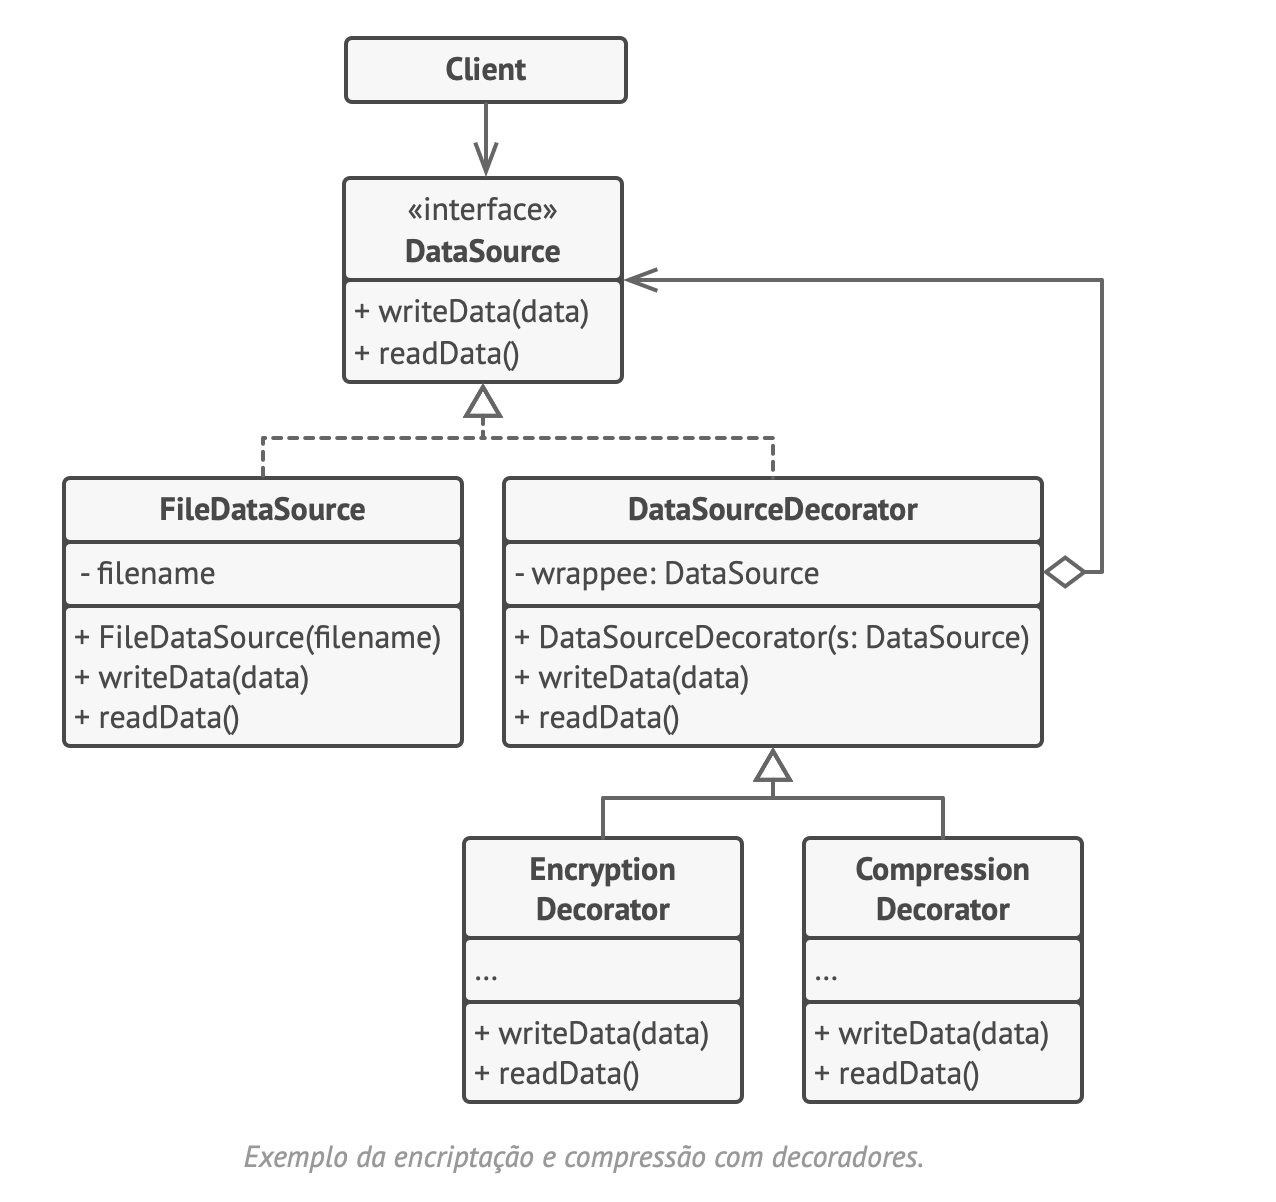 Client
«interface»
DataSource
+ writeData(data)
+ readData()
FileDataSource
- filename
+ FileDataSource(filename)
+ writeData(data)
+ readData()
DataSourceDecorator
- wrappee: DataSource
+ DataSourceDecorator(s: DataSource)
+ writeData(data)
+ readData()
Encryption
Decorator
...
+ writeData(data)
+ readData()
Compression
Decorator
...
+ writeData(data)
+ readData()
Exemplo da encriptação e compressão com decoradores.